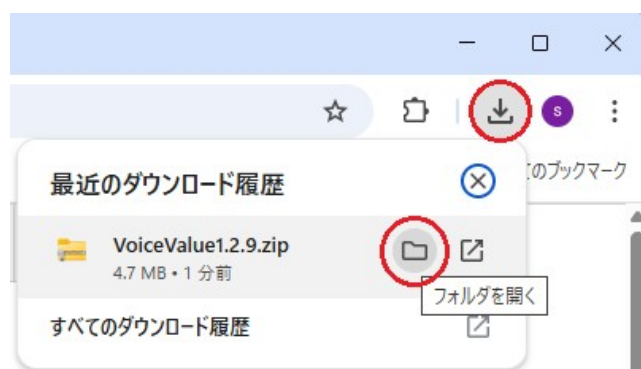 s
てのブックマーク
最近のダウンロード履歴
VoiceValue1.2.9.zip
4.7 MB • 1 分前
フォルダを開く
すべてのダウンロード履歴